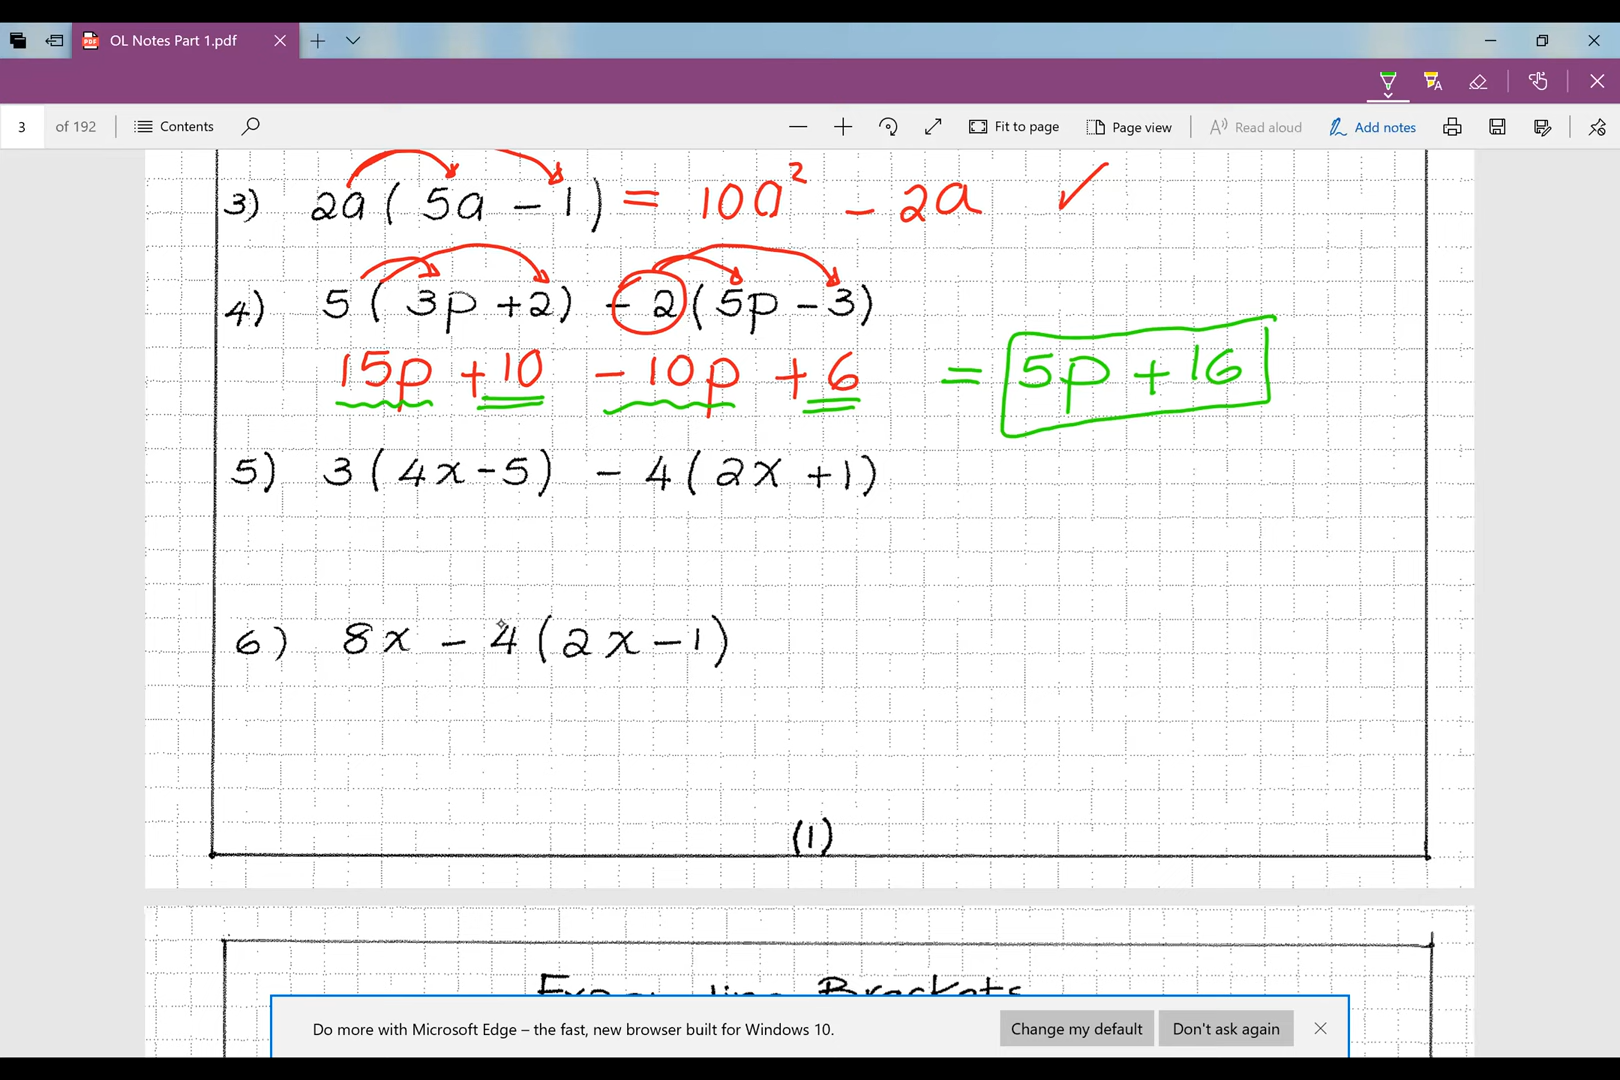 OL Notes Part 1.pdf
3 of 192 Contents Fit to page Page view Read aloud Add notes
3) 2a ( 5a - 1 ) = 10a² - 2a ✓
4) 5 ( 3p + 2 ) - 2 ( 5p - 3 )
15p + 10 - 10p + 6 = 5p + 16
5) 3 ( 4x - 5 ) - 4 ( 2x + 1 )
6) 8x - 4 ( 2x - 1 )
(1)
Brackets
Do more with Microsoft Edge – the fast, new browser built for Windows 10. Change my default Don't ask again